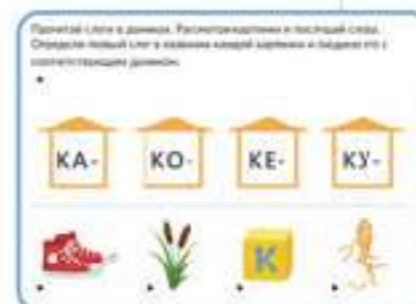 Прочитай слоги в домиках. Рассмотри картинки и послушай слова.
Определи первый слог в названии каждой картинки и соедини его с
соответствующим домиком.
КА- КО- КЕ- КУ-
К